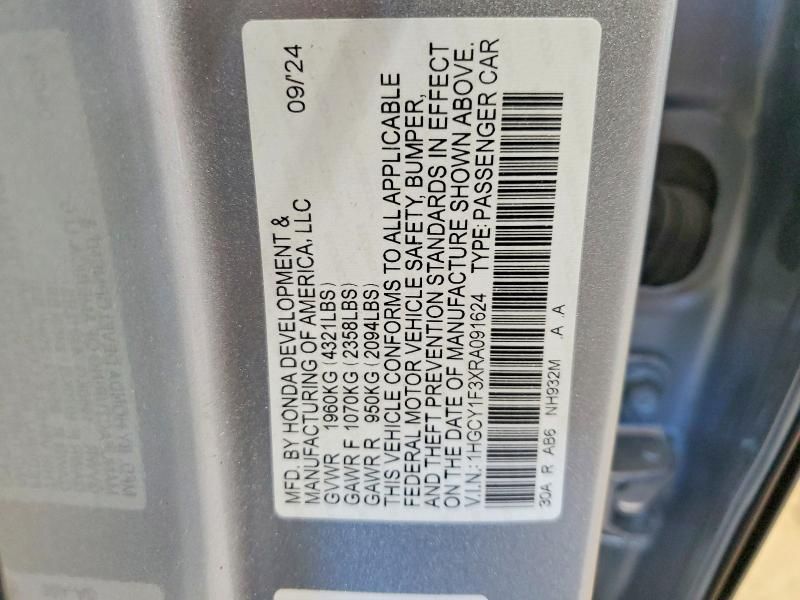 MFD. BY HONDA DEVELOPMENT & 09/'24
MANUFACTURING OF AMERICA, LLC
GVWR 1960KG (4321LBS)
GAWR F 1070KG (2358LBS)
GAWR R 950KG (2094LBS)
THIS VEHICLE CONFORMS TO ALL APPLICABLE
FEDERAL MOTOR VEHICLE SAFETY, BUMPER,
AND THEFT PREVENTION STANDARDS IN EFFECT
ON THE DATE OF MANUFACTURE SHOWN ABOVE.
V.I.N.: 1HGCY1F3XRA091624 TYPE: PASSENGER CAR
30A R AB6 NH932M .A .A